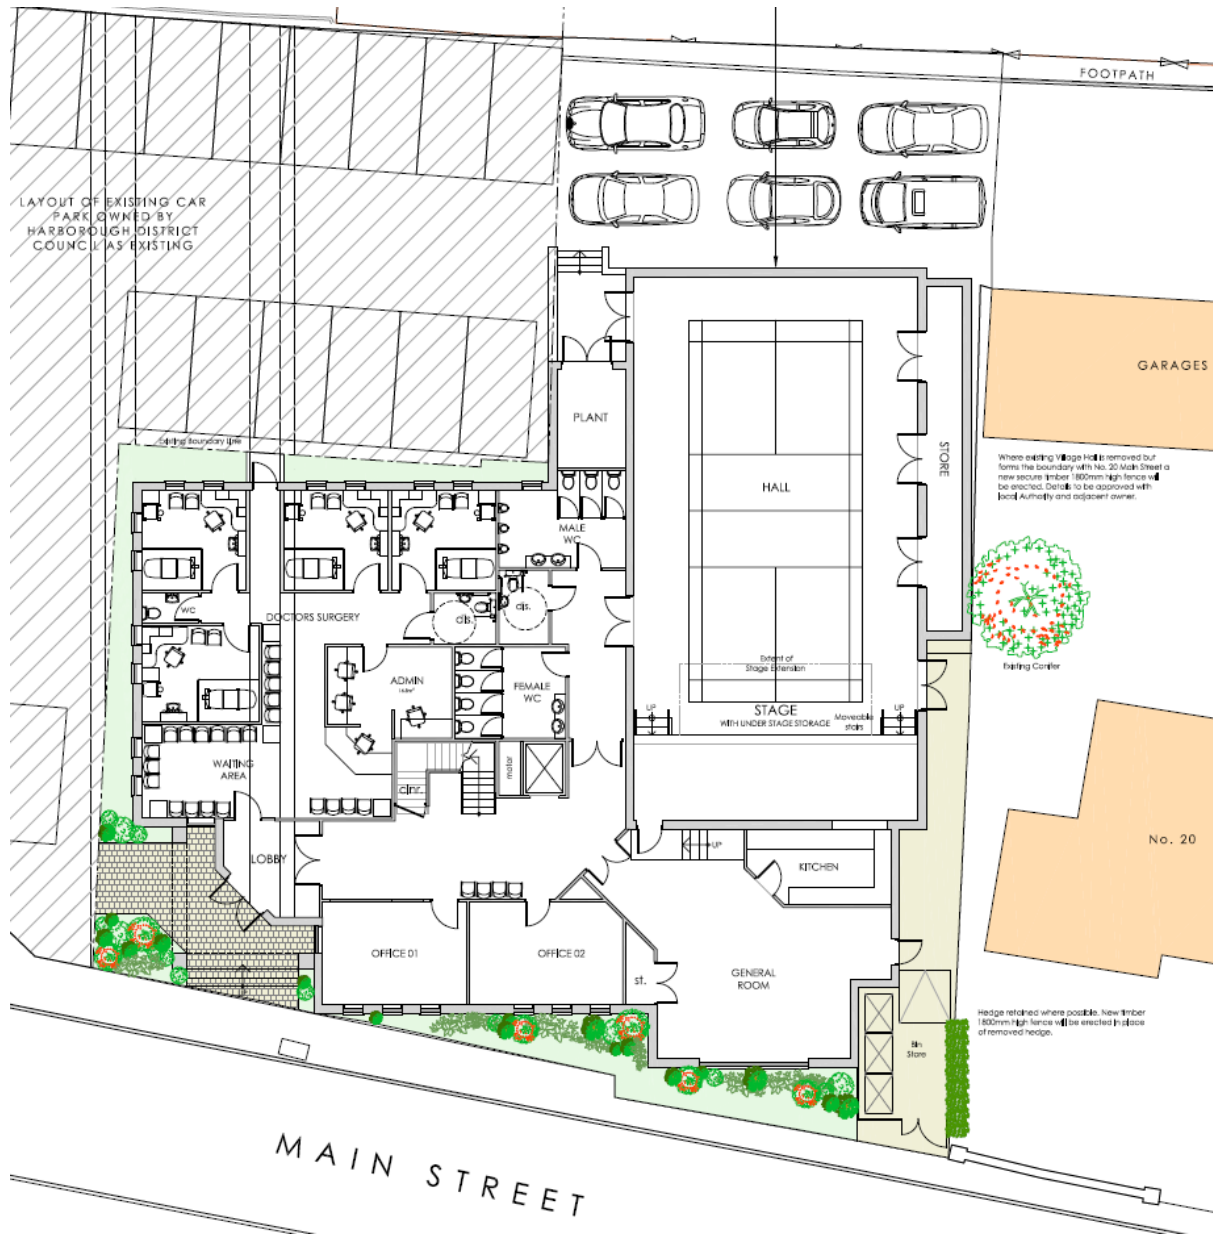 FOOTPATH
LAYOUT OF EXISTING CAR
PARK OWNED BY
HARBOROUGH DISTRICT
COUNCIL AS EXISTING
GARAGES
PLANT
Existing Boundary Line
STORE
Where existing Village Hall is removed but
forms the boundary with No. 20 Main Street a
new secure timber 1800mm high fence will
be erected. Details to be approved with
local Authority and adjacent owner.
HALL
MALE
WC
WC
DOCTORS SURGERY
dis.
dis.
Extent of
Stage Extension
Existing Conifer
ADMIN
FEMALE
WC
UP
STAGE
WITH UNDER STAGE STORAGE
Moveable
stairs
UP
WAITING
AREA
motor
clnr.
No. 20
UP
LOBBY
KITCHEN
OFFICE 01
OFFICE 02
st.
GENERAL
ROOM
Hedge retained where possible. New timber
1800mm high fence will be erected in place
of removed hedge.
Bin
Store
MAIN STREET